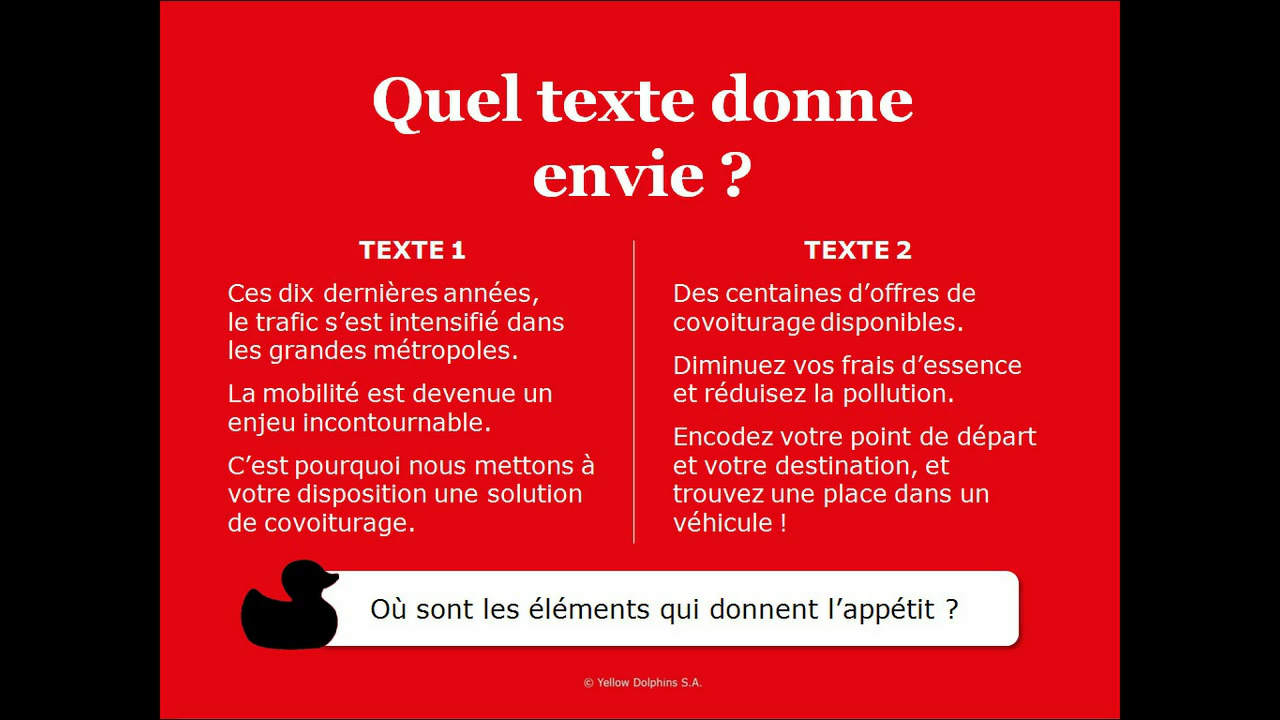 Quel texte donne
envie ?
TEXTE 1
Ces dix dernières années,
le trafic s’est intensifié dans
les grandes métropoles.
La mobilité est devenue un
enjeu incontournable.
C’est pourquoi nous mettons à
votre disposition une solution
de covoiturage.
TEXTE 2
Des centaines d’offres de
covoiturage disponibles.
Diminuez vos frais d’essence
et réduisez la pollution.
Encodez votre point de départ
et votre destination, et
trouvez une place dans un
véhicule !
Où sont les éléments qui donnent l’appétit ?
© Yellow Dolphins S.A.